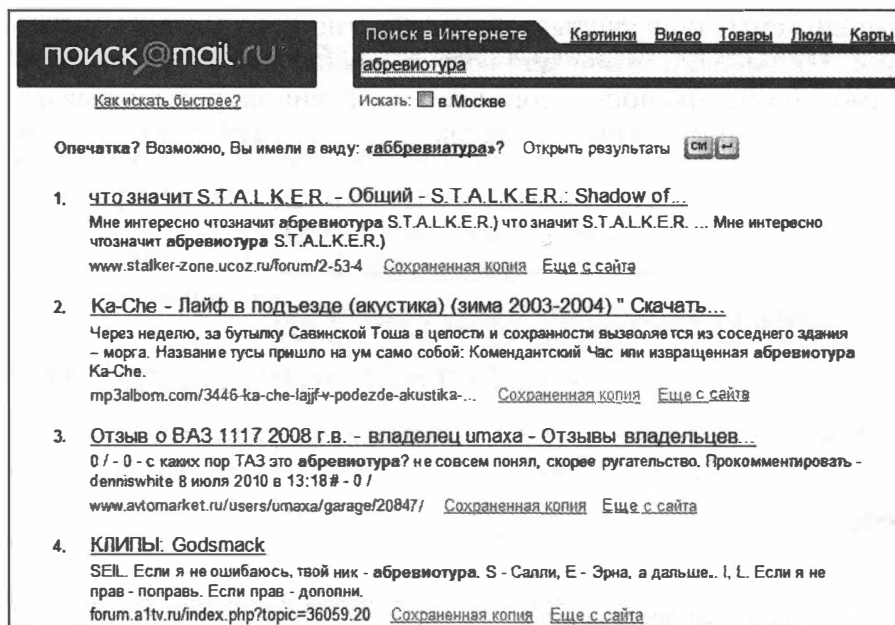 поиск@mail.ru
Поиск в Интернете Картинки Видео Товары Люди Карты
абревиотура
Как искать быстрее? Искать: в Москве
Опечатка? Возможно, Вы имели в виду: «аббревиатура»? Открыть результаты Ctrl ↵
1. что значит S.T.A.L.K.E.R. - Общий - S.T.A.L.K.E.R.: Shadow of...
Мне интересно чтозначит абревиотура S.T.A.L.K.E.R.) что значит S.T.A.L.K.E.R. ... Мне интересно
чтозначит абревиотура S.T.A.L.K.E.R.)
www.stalker-zone.ucoz.ru/forum/2-53-4 Сохраненная копия Еще с сайта
2. Ka-Che - Лайф в подъезде (акустика) (зима 2003-2004) " Скачать...
Через неделю, за бутылку Савинской Тоша в целости и сохранности вызволяется из соседнего здания
– морга. Название тусы пришло на ум само собой: Комендантский Час или извращенная абревиотура
Ka-Che.
mp3albom.com/3446-ka-che-lajjf-v-podezde-akustika-... Сохраненная копия Еще с сайта
3. Отзыв о ВАЗ 1117 2008 г.в. - владелец umaxa - Отзывы владельцев...
0 / - 0 - с каких пор ТАЗ это абревиотура? не совсем понял, скорее ругательство. Прокомментировать -
denniswhite 8 июля 2010 в 13:18 # - 0 /
www.avtomarket.ru/users/umaxa/garage/20847/ Сохраненная копия Еще с сайта
4. КЛИПЫ: Godsmack
SEIL. Если я не ошибаюсь, твой ник - абревиотура. S - Салли, E - Эрна, а дальше.. I, L. Если я не
прав - поправь. Если прав - дополни.
forum.a1tv.ru/index.php?topic=36059.20 Сохраненная копия Еще с сайта